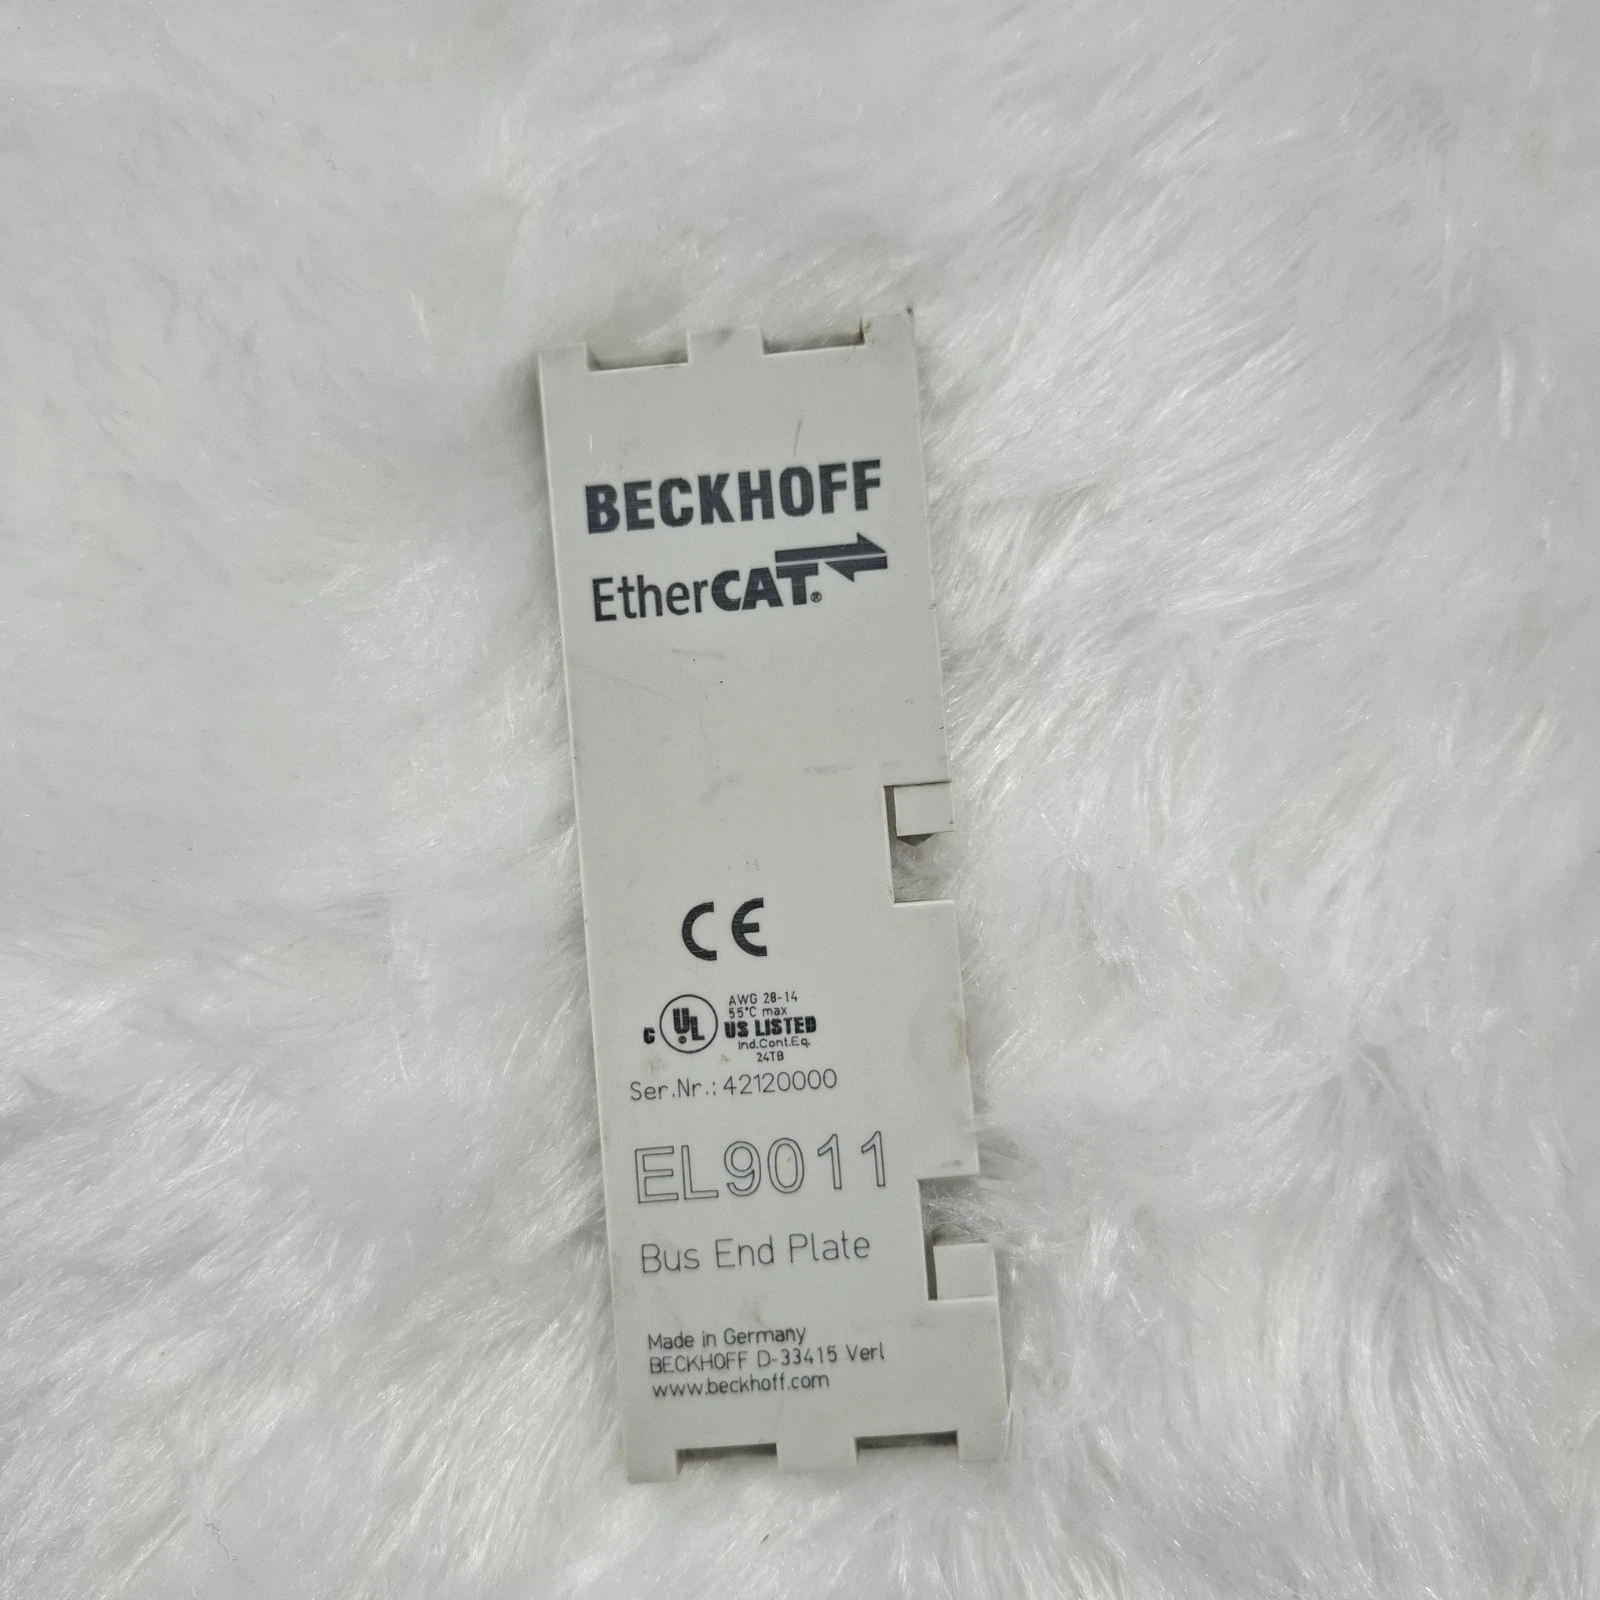 BECKHOFF
EtherCAT®
CE
AWG 28-14
55°C max
C UL® US LISTED
Ind.Cont.Eq.
24TB
Ser.Nr.: 42120000
EL9011
Bus End Plate
Made in Germany
BECKHOFF D-33415 Verl
www.beckhoff.com